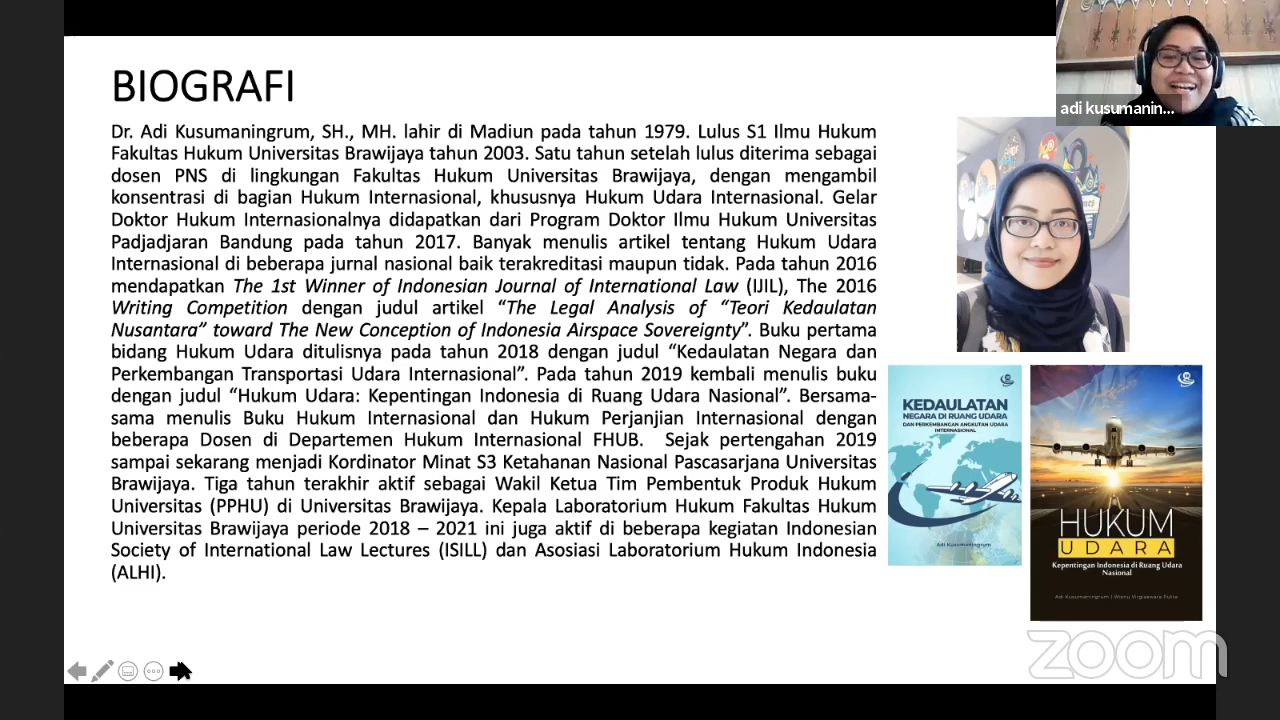 BIOGRAFI
Dr. Adi Kusumaningrum, SH., MH. lahir di Madiun pada tahun 1979. Lulus S1 Ilmu Hukum
Fakultas Hukum Universitas Brawijaya tahun 2003. Satu tahun setelah lulus diterima sebagai
dosen PNS di lingkungan Fakultas Hukum Universitas Brawijaya, dengan mengambil
konsentrasi di bagian Hukum Internasional, khususnya Hukum Udara Internasional. Gelar
Doktor Hukum Internasionalnya didapatkan dari Program Doktor Ilmu Hukum Universitas
Padjadjaran Bandung pada tahun 2017. Banyak menulis artikel tentang Hukum Udara
Internasional di beberapa jurnal nasional baik terakreditasi maupun tidak. Pada tahun 2016
mendapatkan The 1st Winner of Indonesian Journal of International Law (IJIL), The 2016
Writing Competition dengan judul artikel “The Legal Analysis of “Teori Kedaulatan
Nusantara” toward The New Conception of Indonesia Airspace Sovereignty”. Buku pertama
bidang Hukum Udara ditulisnya pada tahun 2018 dengan judul “Kedaulatan Negara dan
Perkembangan Transportasi Udara Internasional”. Pada tahun 2019 kembali menulis buku
dengan judul “Hukum Udara: Kepentingan Indonesia di Ruang Udara Nasional”. Bersama-
sama menulis Buku Hukum Internasional dan Hukum Perjanjian Internasional dengan
beberapa Dosen di Departemen Hukum Internasional FHUB. Sejak pertengahan 2019
sampai sekarang menjadi Kordinator Minat S3 Ketahanan Nasional Pascasarjana Universitas
Brawijaya. Tiga tahun terakhir aktif sebagai Wakil Ketua Tim Pembentuk Produk Hukum
Universitas (PPHU) di Universitas Brawijaya. Kepala Laboratorium Hukum Fakultas Hukum
Universitas Brawijaya periode 2018 – 2021 ini juga aktif di beberapa kegiatan Indonesian
Society of International Law Lectures (ISILL) dan Asosiasi Laboratorium Hukum Indonesia
(ALHI).
adi kusumanin...
KEDAULATAN
NEGARA DI RUANG UDARA
DAN PERKEMBANGAN ANGKUTAN UDARA
INTERNASIONAL
Adi Kusumaningrum
HUKUM
UDARA
Kepentingan Indonesia di Ruang Udara
Nasional
Adi Kusumaningrum | Wisnu Virgiaswara Putra
zoom